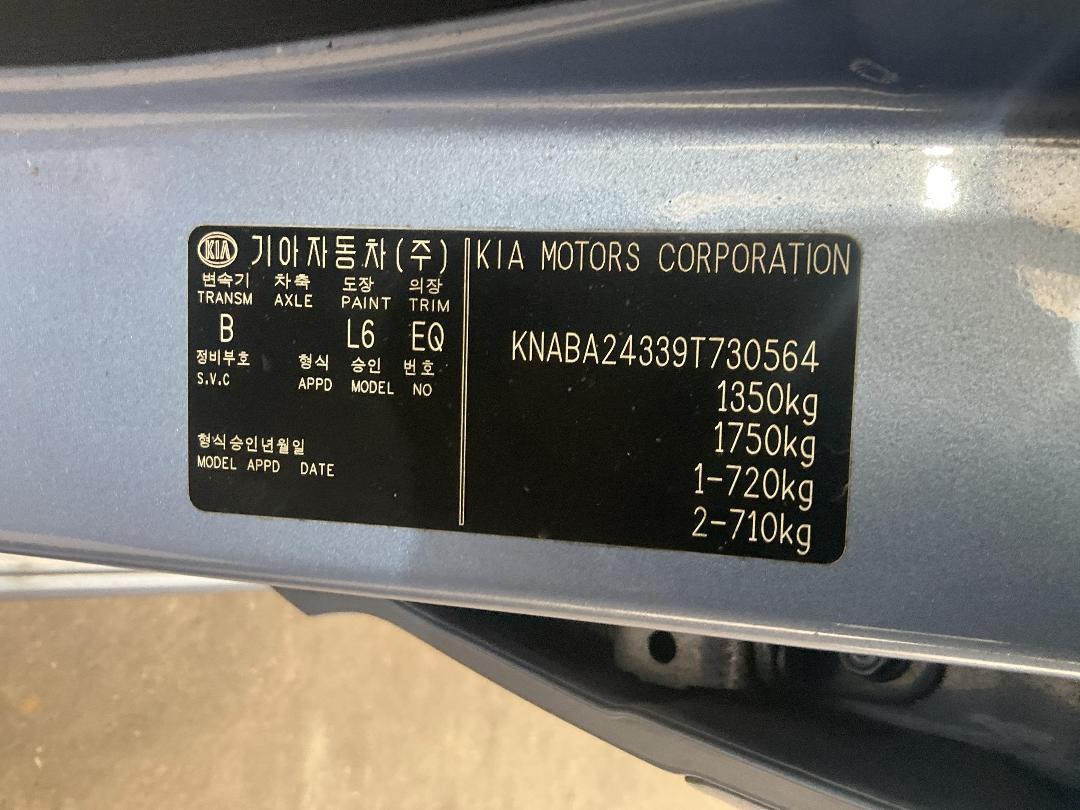 KIA 기아자동차(주)
변속기 차축 도장 의장
TRANSM AXLE PAINT TRIM
B L6 EQ
정비부호 형식 승인 번호
S.V.C APPD MODEL NO
형식승인년월일
MODEL APPD DATE
KIA MOTORS CORPORATION
KNABA24339T730564
1350kg
1750kg
1-720kg
2-710kg